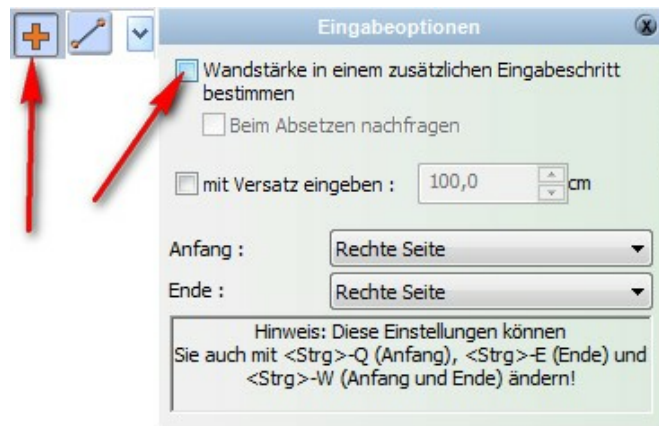 Eingabeoptionen
Wandstärke in einem zusätzlichen Eingabeschritt
bestimmen
Beim Absetzen nachfragen
mit Versatz eingeben : 100,0 cm
Anfang : Rechte Seite
Ende : Rechte Seite
Hinweis: Diese Einstellungen können
Sie auch mit <Strg>-Q (Anfang), <Strg>-E (Ende) und
<Strg>-W (Anfang und Ende) ändern!